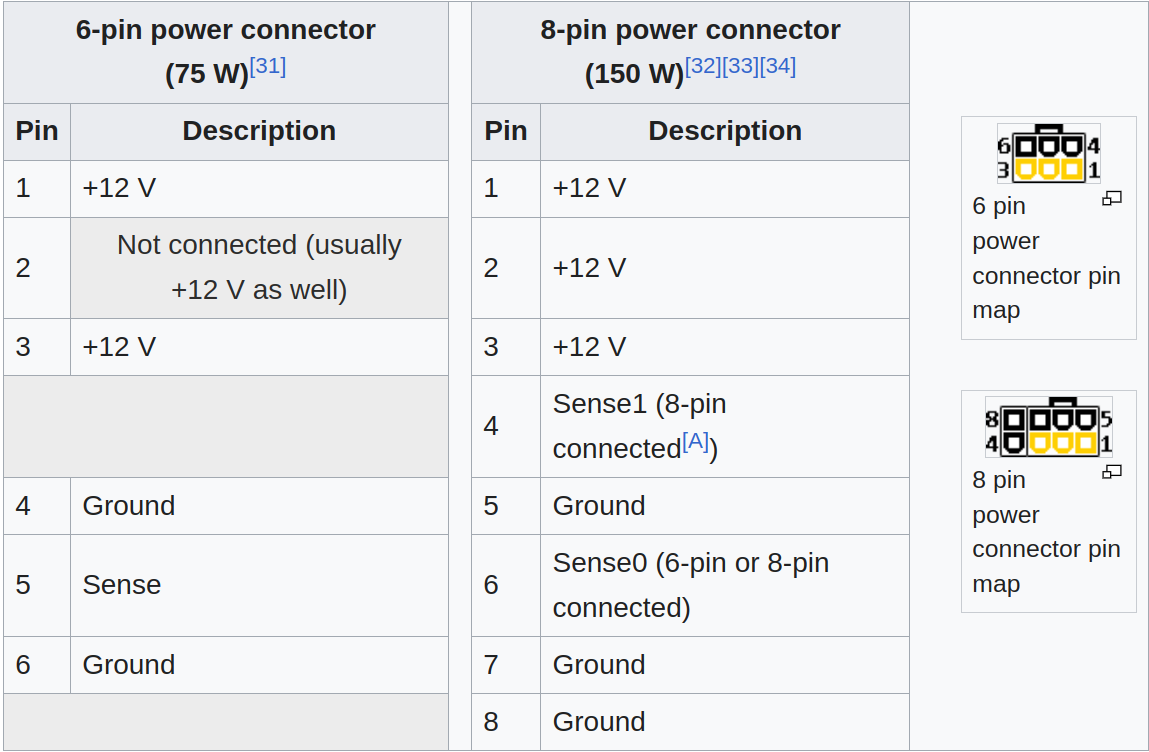 6-pin power connector
(75 W)[31]
8-pin power connector
(150 W)[32][33][34]
Pin Description
Pin Description
1 +12 V
1 +12 V
2 Not connected (usually
+12 V as well)
2 +12 V
3 +12 V
3 +12 V
4 Sense1 (8-pin
connected[A])
4 Ground
5 Ground
5 Sense
6 Sense0 (6-pin or 8-pin
connected)
6 Ground
7 Ground
8 Ground
6 4
3 1
6 pin
power
connector pin
map
8 5
4 1
8 pin
power
connector pin
map